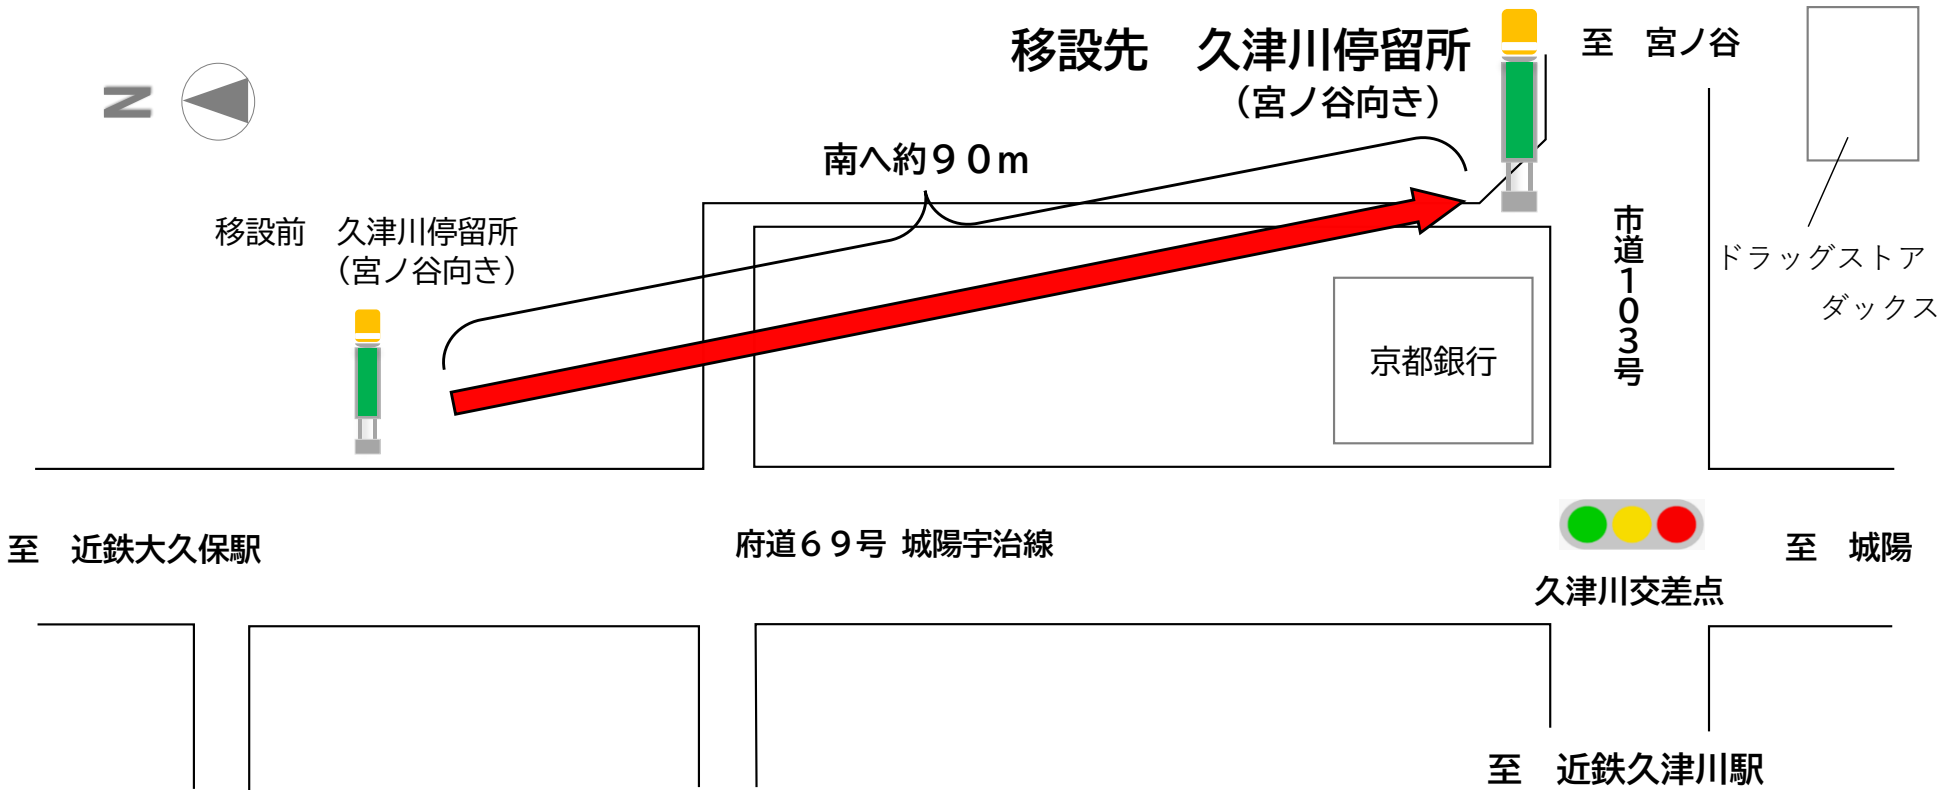 移設先　久津川停留所
（宮ノ谷向き）
至　宮ノ谷
N
南へ約９０ｍ
移設前　久津川停留所
（宮ノ谷向き）
市道１０３号
ドラッグストア
ダックス
京都銀行
至　近鉄大久保駅
府道６９号 城陽宇治線
至　城陽
久津川交差点
至　近鉄久津川駅